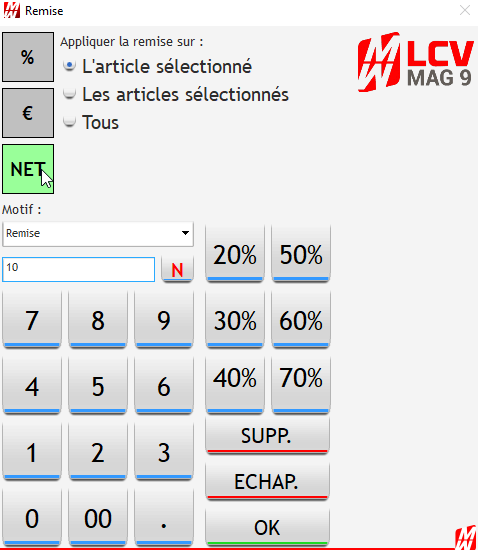 Remise
%
Appliquer la remise sur :
L'article sélectionné
Les articles sélectionnés
Tous
€
NET
LCV
MAG 9
Motif :
Remise
10
N
20%
50%
7
8
9
30%
60%
4
5
6
40%
70%
1
2
3
SUPP.
ECHAP.
0
00
.
OK